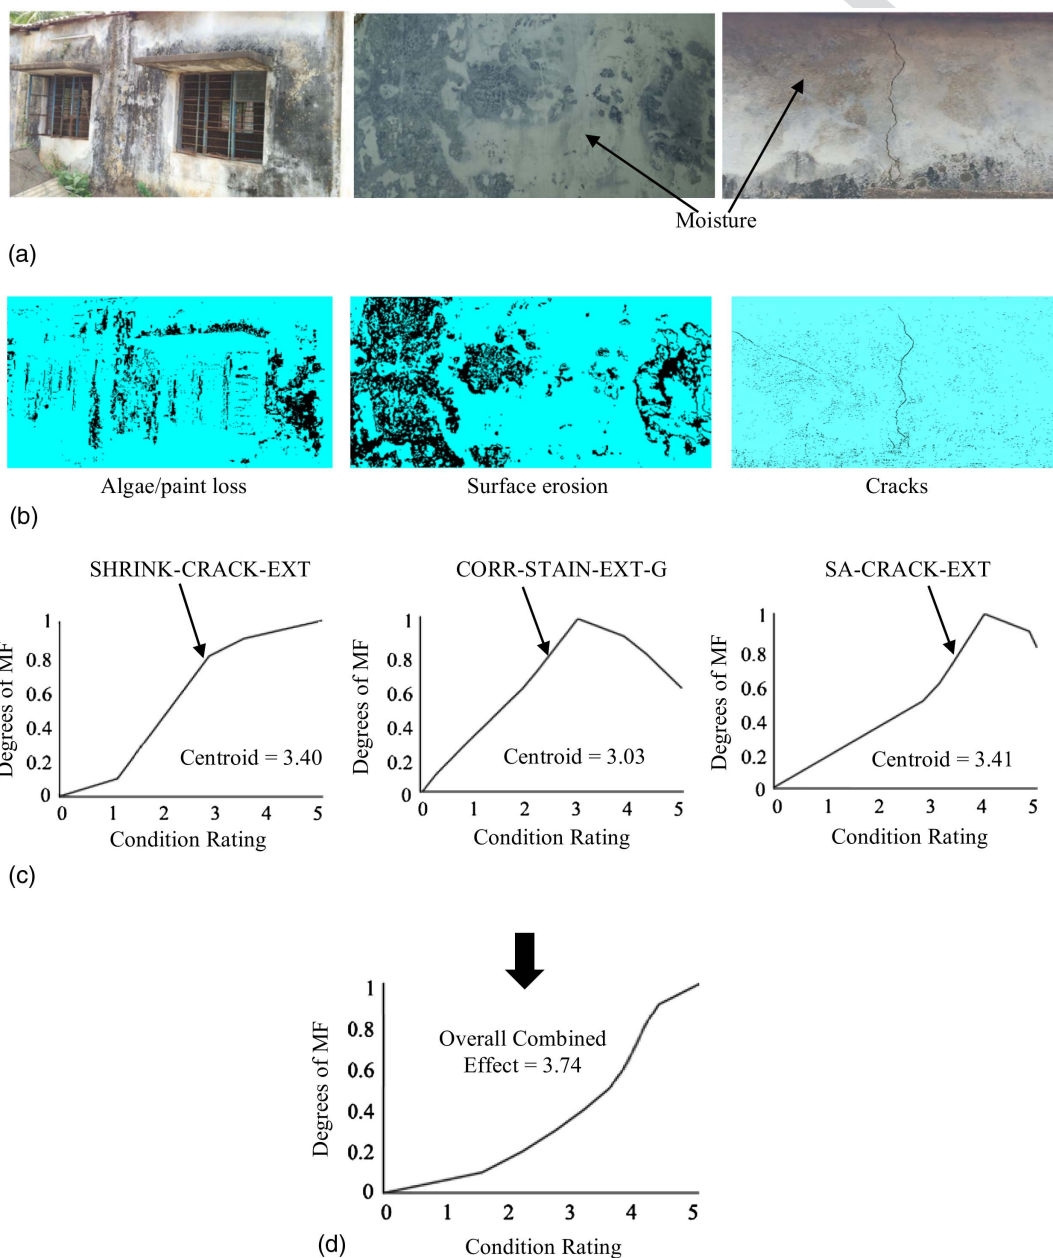 Moisture
(a)
Algae/paint loss
Surface erosion
Cracks
(b)
SHRINK-CRACK-EXT
CORR-STAIN-EXT-G
SA-CRACK-EXT
Degrees of MF
1
0.8
0.6
0.4
0.2
0
Centroid = 3.40
0 1 2 3 4 5
Condition Rating
Degrees of MF
1
0.8
0.6
0.4
0.2
0
Centroid = 3.03
0 1 2 3 4 5
Condition Rating
Degrees of MF
1
0.8
0.6
0.4
0.2
0
Centroid = 3.41
0 1 2 3 4 5
Condition Rating
(c)
Degrees of MF
1
0.8
0.6
0.4
0.2
0
Overall Combined
Effect = 3.74
0 1 2 3 4 5
Condition Rating
(d)